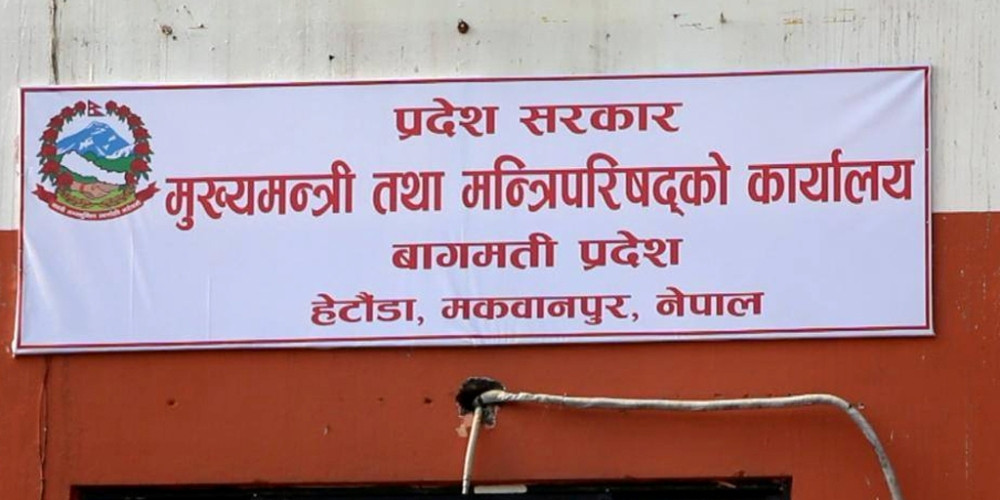 प्रदेश सरकार
मुख्यमन्त्री तथा मन्त्रिपरिषद्को कार्यालय
बागमती प्रदेश
हेटौंडा, मकवानपुर, नेपाल